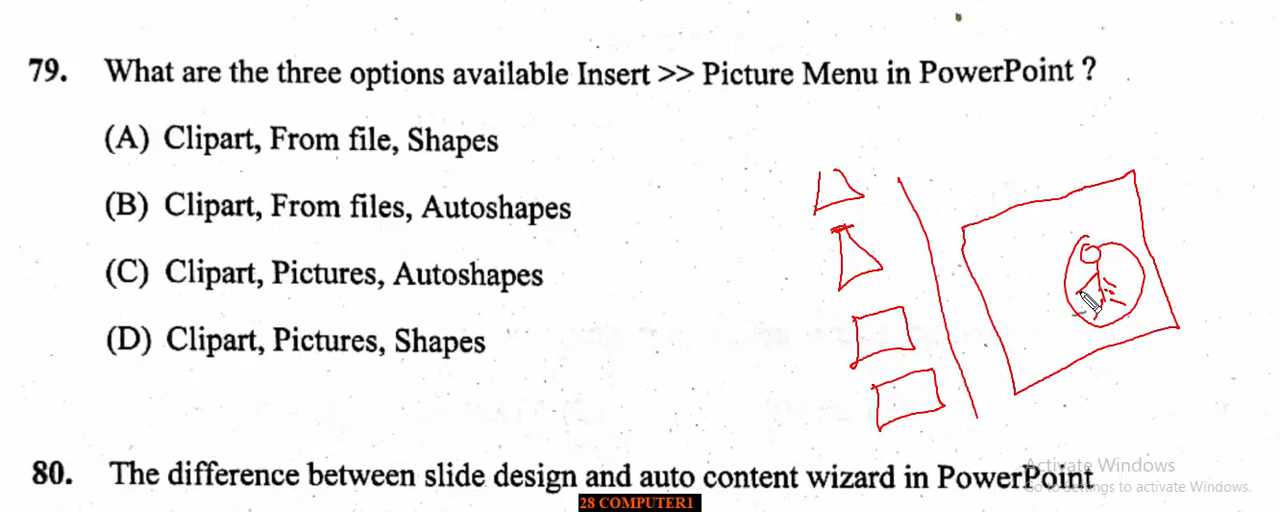 79. What are the three options available Insert >> Picture Menu in PowerPoint ?
(A) Clipart, From file, Shapes
(B) Clipart, From files, Autoshapes
(C) Clipart, Pictures, Autoshapes
(D) Clipart, Pictures, Shapes
80. The difference between slide design and auto content wizard in PowerPoint
Activate Windows
Go to Settings to activate Windows.
28 COMPUTER1